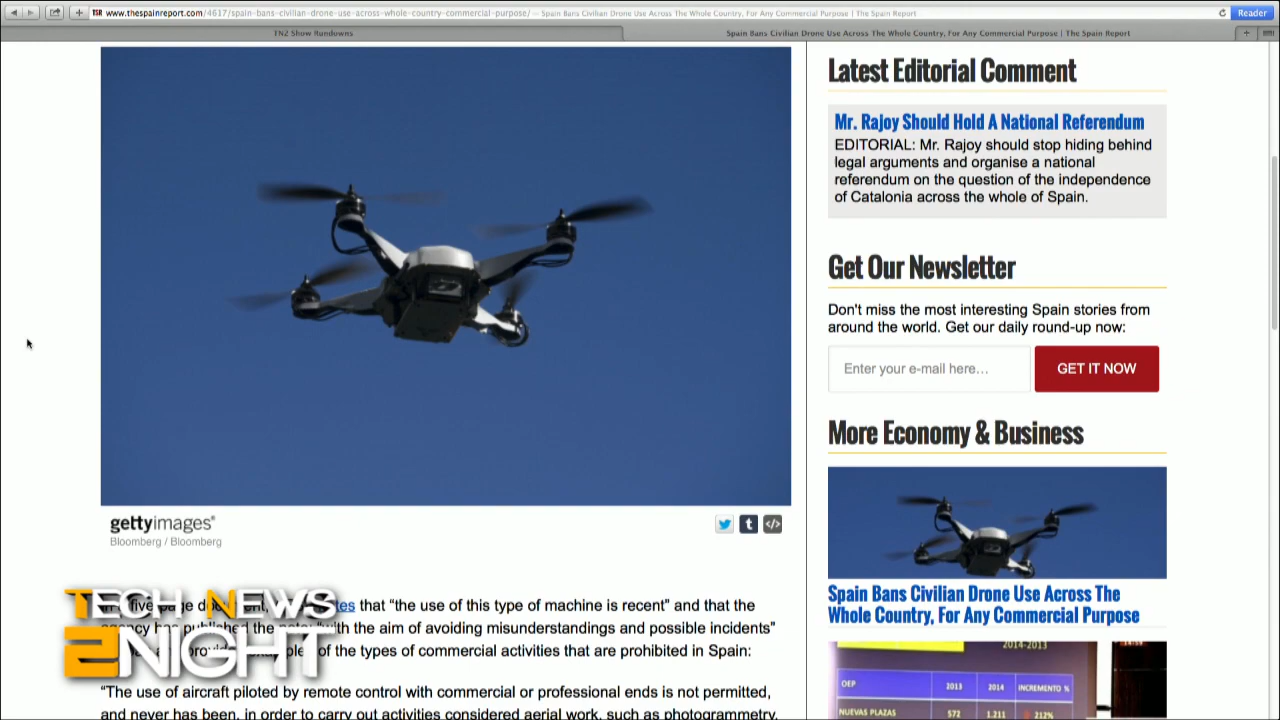 www.thespainreport.com/4617/spain-bans-civilian-drone-use-across-whole-country-commercial-purpose/ — Spain Bans Civilian Drone Use Across The Whole Country, For Any Commercial Purpose | The Spain Report
Reader
TN2 Show Rundowns
Spain Bans Civilian Drone Use Across The Whole Country, For Any Commercial Purpose | The Spain Report
gettyimages®
Bloomberg / Bloomberg
five page that “the use of this type of machine is recent” and that the
agency has published the note: “with the aim of avoiding misunderstandings and possible incidents”
of the types of commercial activities that are prohibited in Spain:
“The use of aircraft piloted by remote control with commercial or professional ends is not permitted,
and never has been, in order to carry out activities considered aerial work, such as photogrammetry,
TECH NEWS
2NIGHT
Latest Editorial Comment
Mr. Rajoy Should Hold A National Referendum
EDITORIAL: Mr. Rajoy should stop hiding behind
legal arguments and organise a national
referendum on the question of the independence
of Catalonia across the whole of Spain.
Get Our Newsletter
Don't miss the most interesting Spain stories from
around the world. Get our daily round-up now:
Enter your e-mail here…
GET IT NOW
More Economy & Business
Spain Bans Civilian Drone Use Across The
Whole Country, For Any Commercial Purpose
2014-2013
OEP 2013 2014 INCREMENTO %
NUEVAS PLAZAS 572 1.211 212%